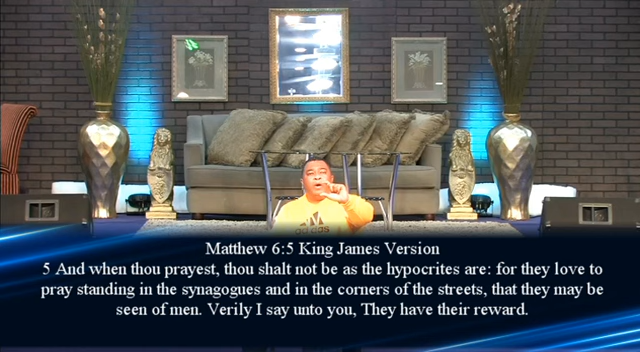 adidas
Matthew 6:5 King James Version
5 And when thou prayest, thou shalt not be as the hypocrites are: for they love to
pray standing in the synagogues and in the corners of the streets, that they may be
seen of men. Verily I say unto you, They have their reward.